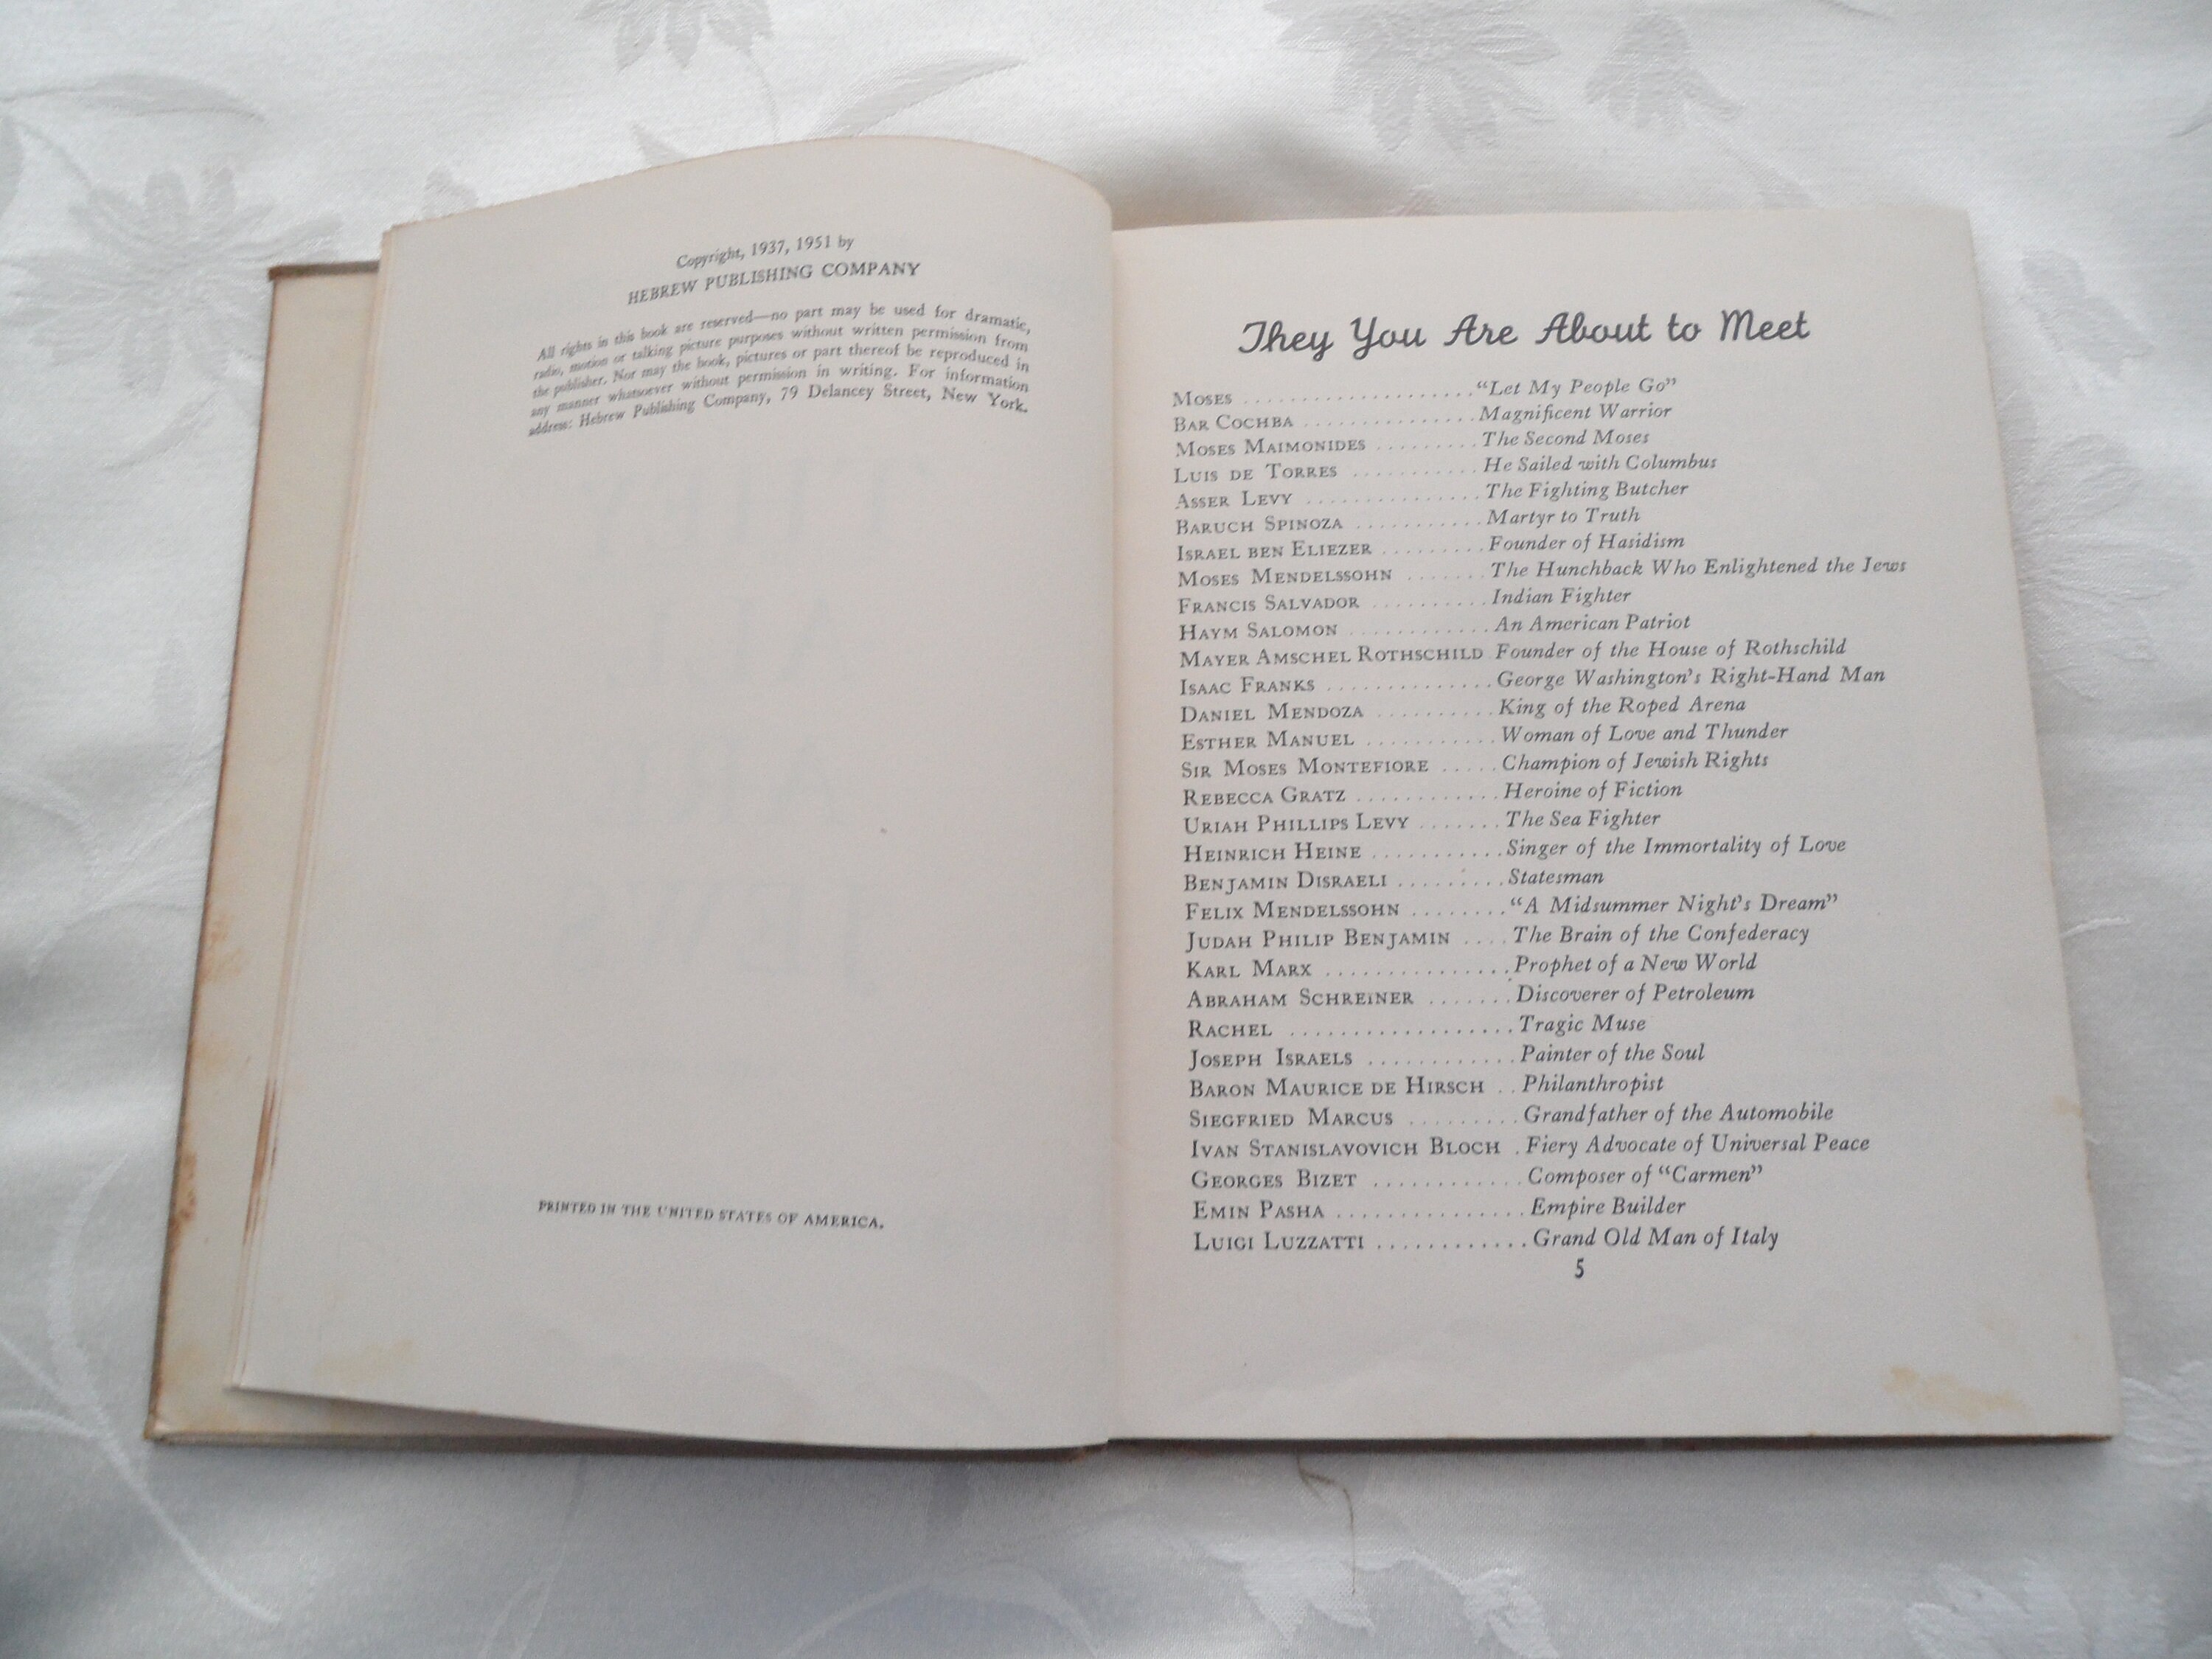 Copyright, 1937, 1951 by
HEBREW PUBLISHING COMPANY
All rights in this book are reserved—no part may be used for dramatic,
radio, motion or talking picture purposes without written permission from
the publisher. Nor may the book, pictures or part thereof be reproduced in
any manner whatsoever without permission in writing. For information
address: Hebrew Publishing Company, 79 Delancey Street, New York.
PRINTED IN THE UNITED STATES OF AMERICA.
They You Are About to Meet
MOSES ..................... "Let My People Go"
BAR COCHBA ................ Magnificent Warrior
MOSES MAIMONIDES ......... The Second Moses
LUIS DE TORRES ........... He Sailed with Columbus
ASSER LEVY ............... The Fighting Butcher
BARUCH SPINOZA ........... Martyr to Truth
ISRAEL BEN ELIEZER ......... Founder of Hasidism
MOSES MENDELSSOHN ....... The Hunchback Who Enlightened the Jews
FRANCIS SALVADOR .......... Indian Fighter
HAYM SALOMON ............ An American Patriot
MAYER AMSCHEL ROTHSCHILD Founder of the House of Rothschild
ISAAC FRANKS .............. George Washington's Right-Hand Man
DANIEL MENDOZA .......... King of the Roped Arena
ESTHER MANUEL ........... Woman of Love and Thunder
SIR MOSES MONTEFIORE ..... Champion of Jewish Rights
REBECCA GRATZ ............ Heroine of Fiction
URIAH PHILLIPS LEVY ....... The Sea Fighter
HEINRICH HEINE ........... Singer of the Immortality of Love
BENJAMIN DISRAELI ......... Statesman
FELIX MENDELSSOHN ........ "A Midsummer Night's Dream"
JUDAH PHILIP BENJAMIN .... The Brain of the Confederacy
KARL MARX ............... Prophet of a New World
ABRAHAM SCHREINER ....... Discoverer of Petroleum
RACHEL .................. Tragic Muse
JOSEPH ISRAELS ............ Painter of the Soul
BARON MAURICE DE HIRSCH .. Philanthropist
SIEGFRIED MARCUS ......... Grandfather of the Automobile
IVAN STANISLAVOVICH BLOCH . Fiery Advocate of Universal Peace
GEORGES BIZET ............ Composer of "Carmen"
EMIN PASHA ............... Empire Builder
LUIGI LUZZATTI ............ Grand Old Man of Italy
5